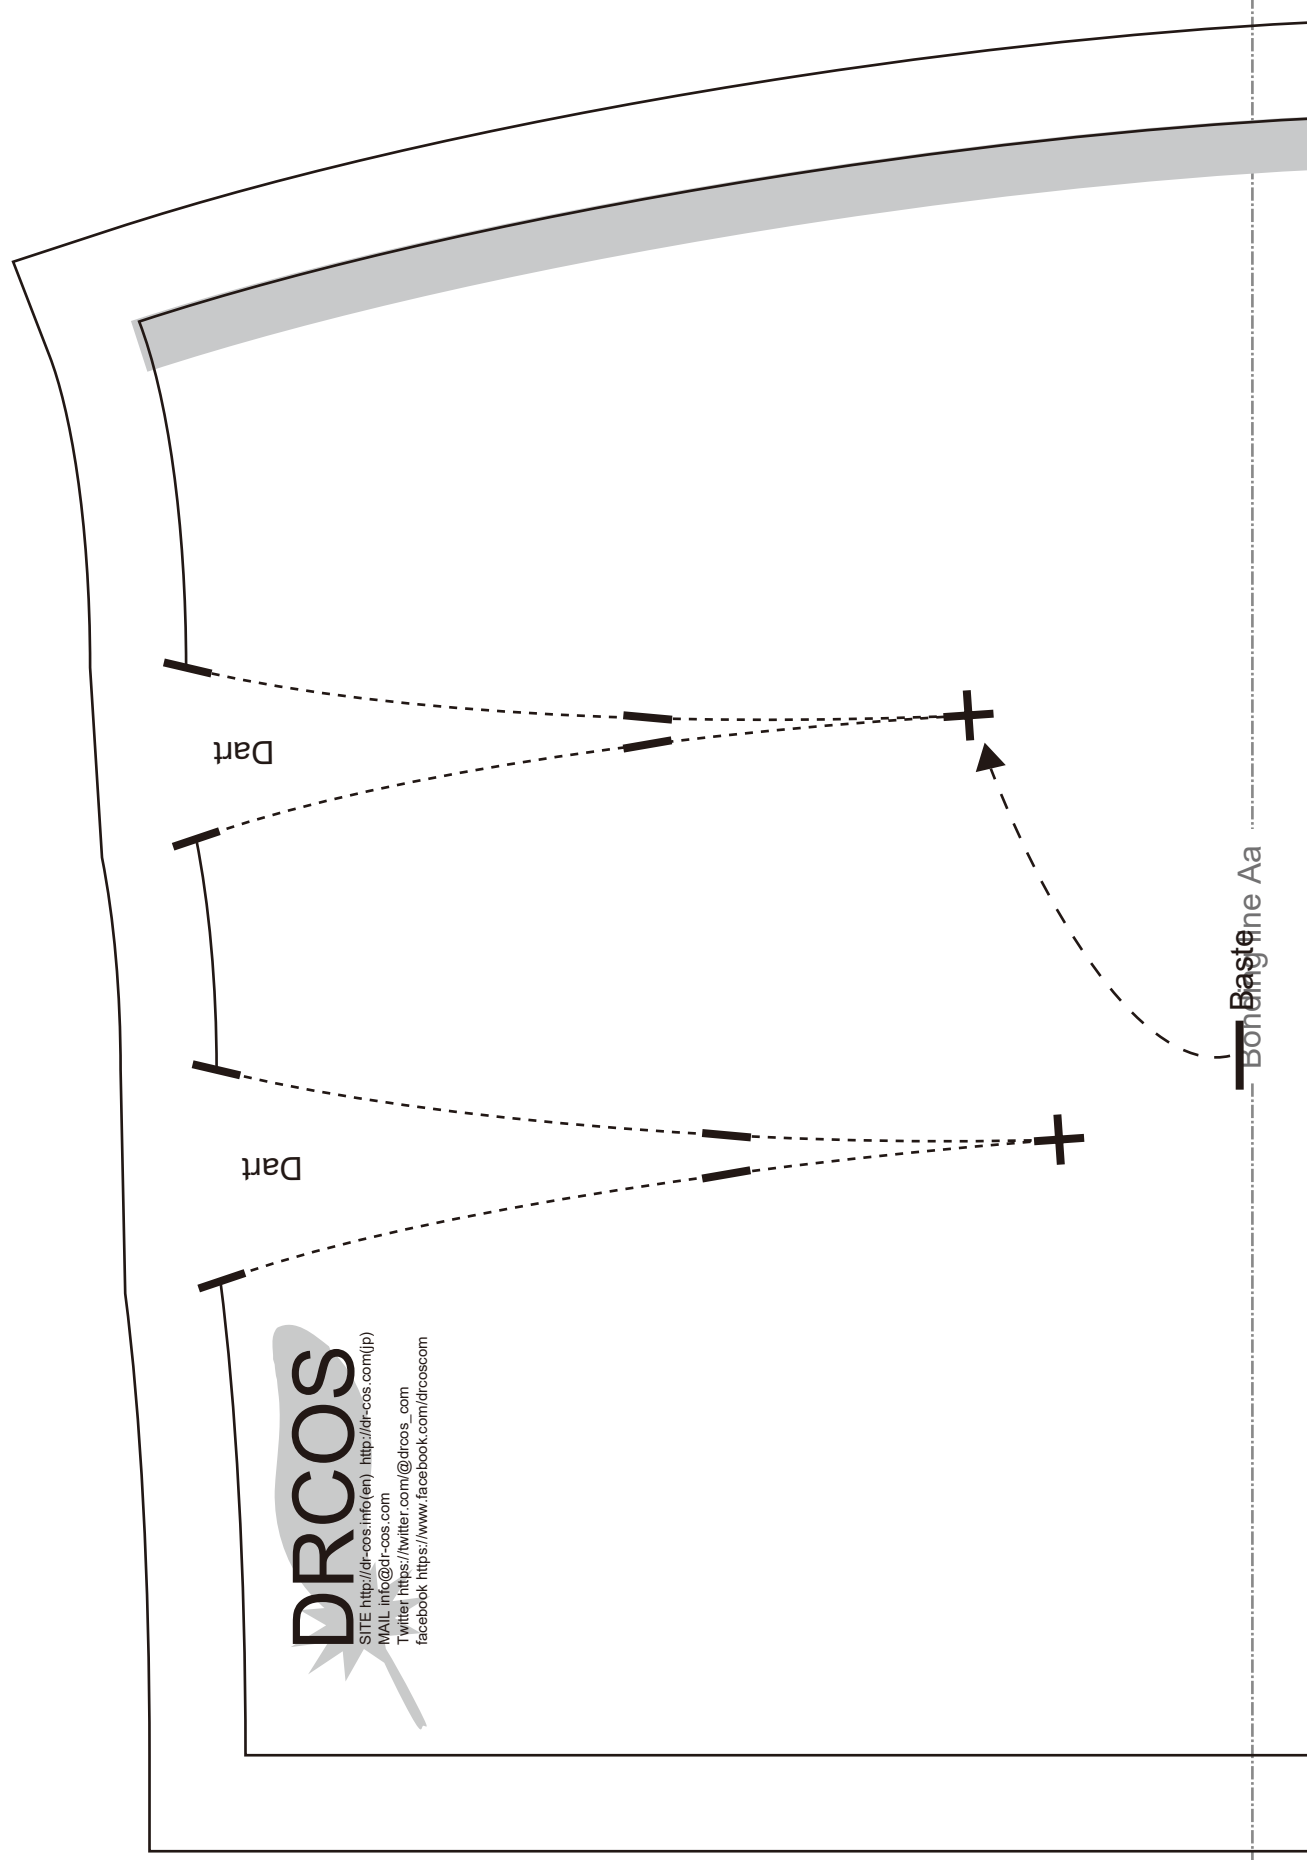 Dart
Dart
Bonding line Aa
Baste
DRCOS
SITE http://dr-cos.info(en)  http://dr-cos.com(jp)
MAIL info@dr-cos.com
Twitter https://twitter.com/@drcos_com
facebook https://www.facebook.com/drcoscom